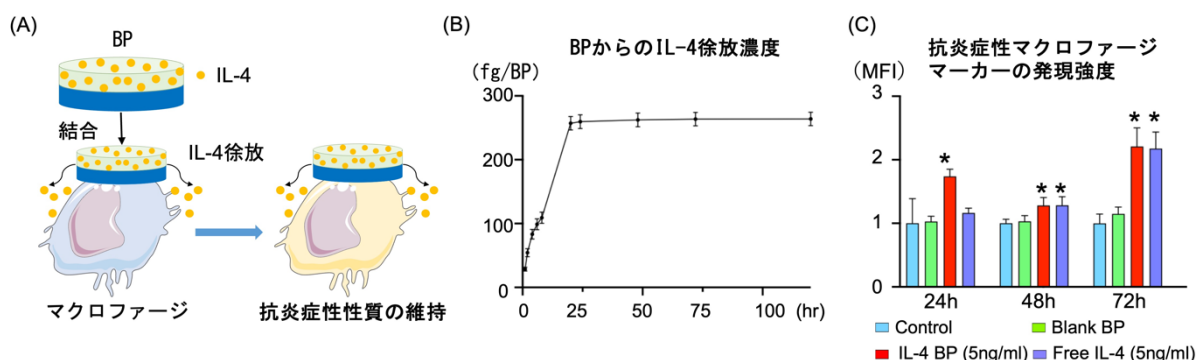 (A)
BP
IL-4
結合
IL-4徐放
マクロファージ
抗炎症性性質の維持
(B)
BPからのIL-4徐放濃度
(fg/BP)
300
200
100
0
0 25 50 75 100 (hr)
(C)
抗炎症性マクロファージ
マーカーの発現強度
(MFI)
3
2
1
0
* * * * *
24h 48h 72h
Control
Blank BP
IL-4 BP (5ng/ml)
Free IL-4 (5ng/ml)